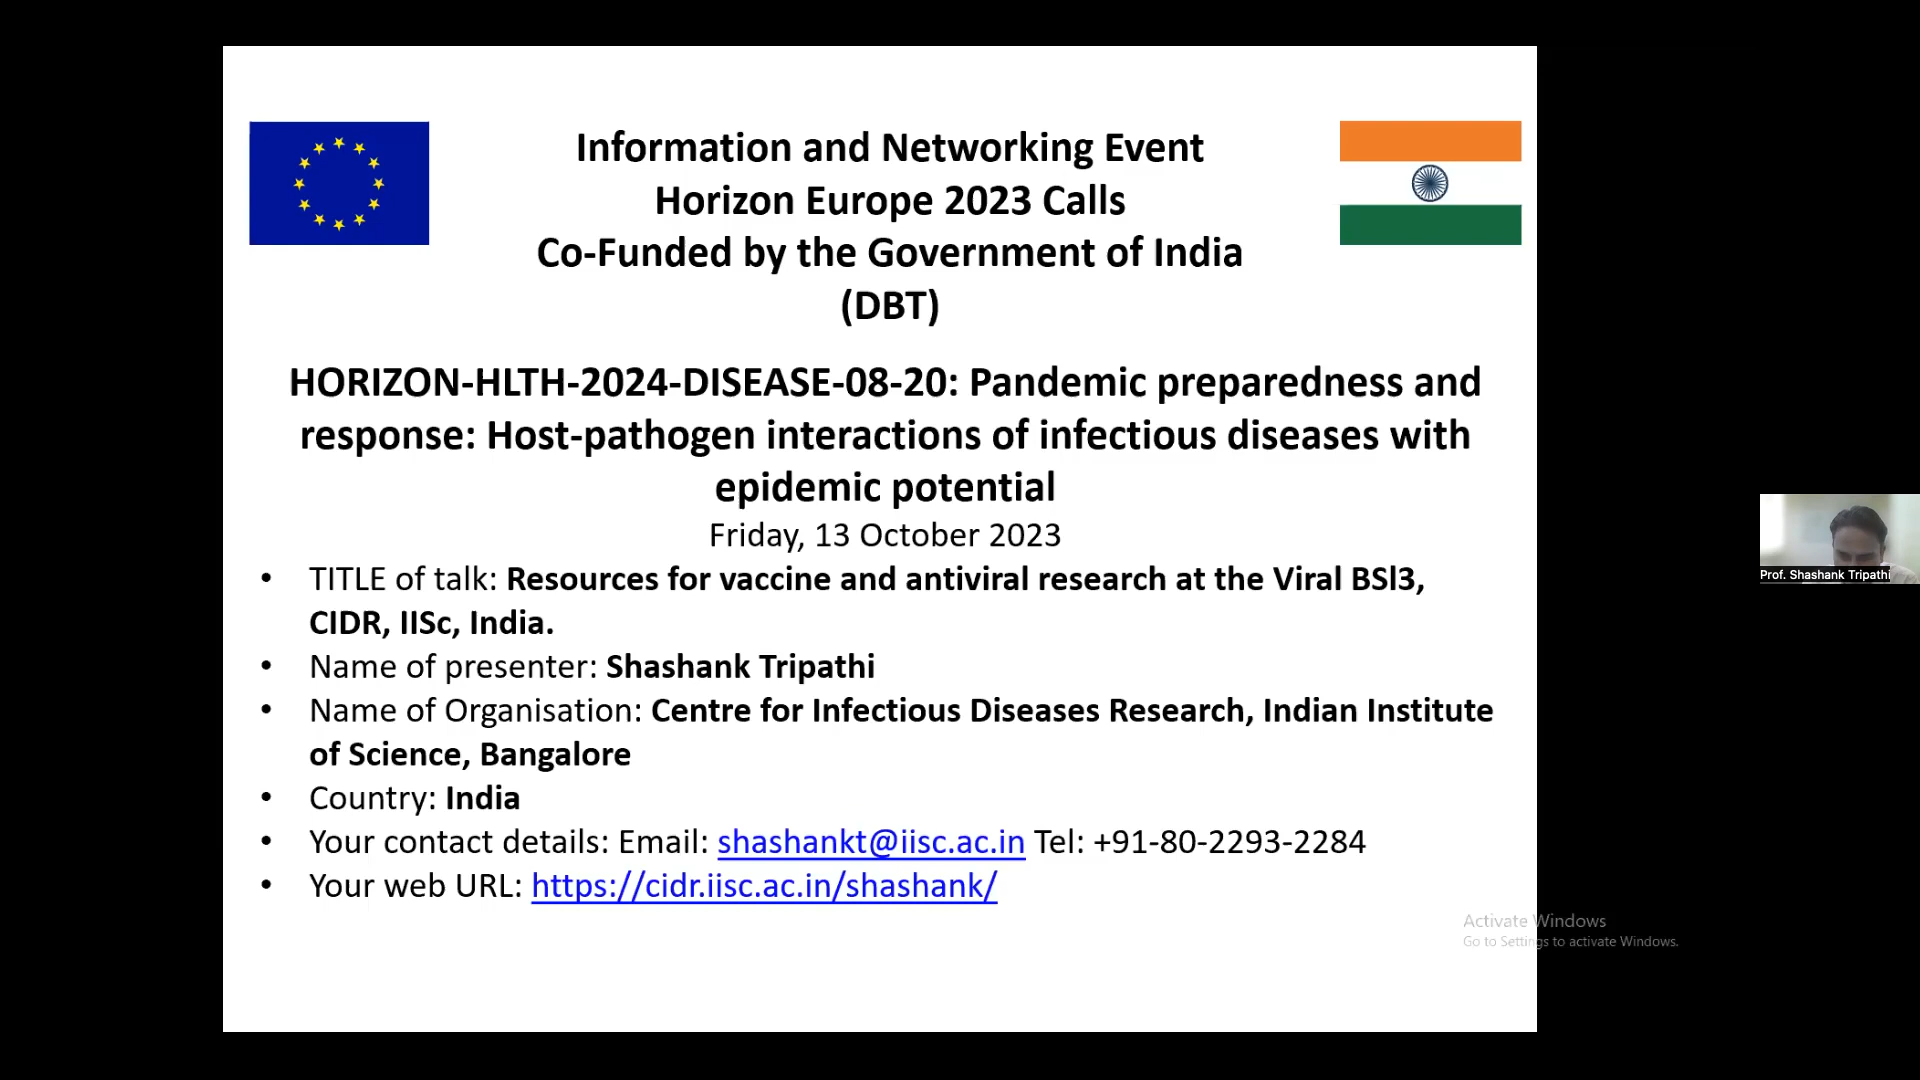 Information and Networking Event
Horizon Europe 2023 Calls
Co-Funded by the Government of India
(DBT)
HORIZON-HLTH-2024-DISEASE-08-20: Pandemic preparedness and
response: Host-pathogen interactions of infectious diseases with
epidemic potential
Friday, 13 October 2023
• TITLE of talk: Resources for vaccine and antiviral research at the Viral BSl3,
CIDR, IISc, India.
• Name of presenter: Shashank Tripathi
• Name of Organisation: Centre for Infectious Diseases Research, Indian Institute
of Science, Bangalore
• Country: India
• Your contact details: Email: shashankt@iisc.ac.in Tel: +91-80-2293-2284
• Your web URL: https://cidr.iisc.ac.in/shashank/
Prof. Shashank Tripathi
Activate Windows
Go to Settings to activate Windows.